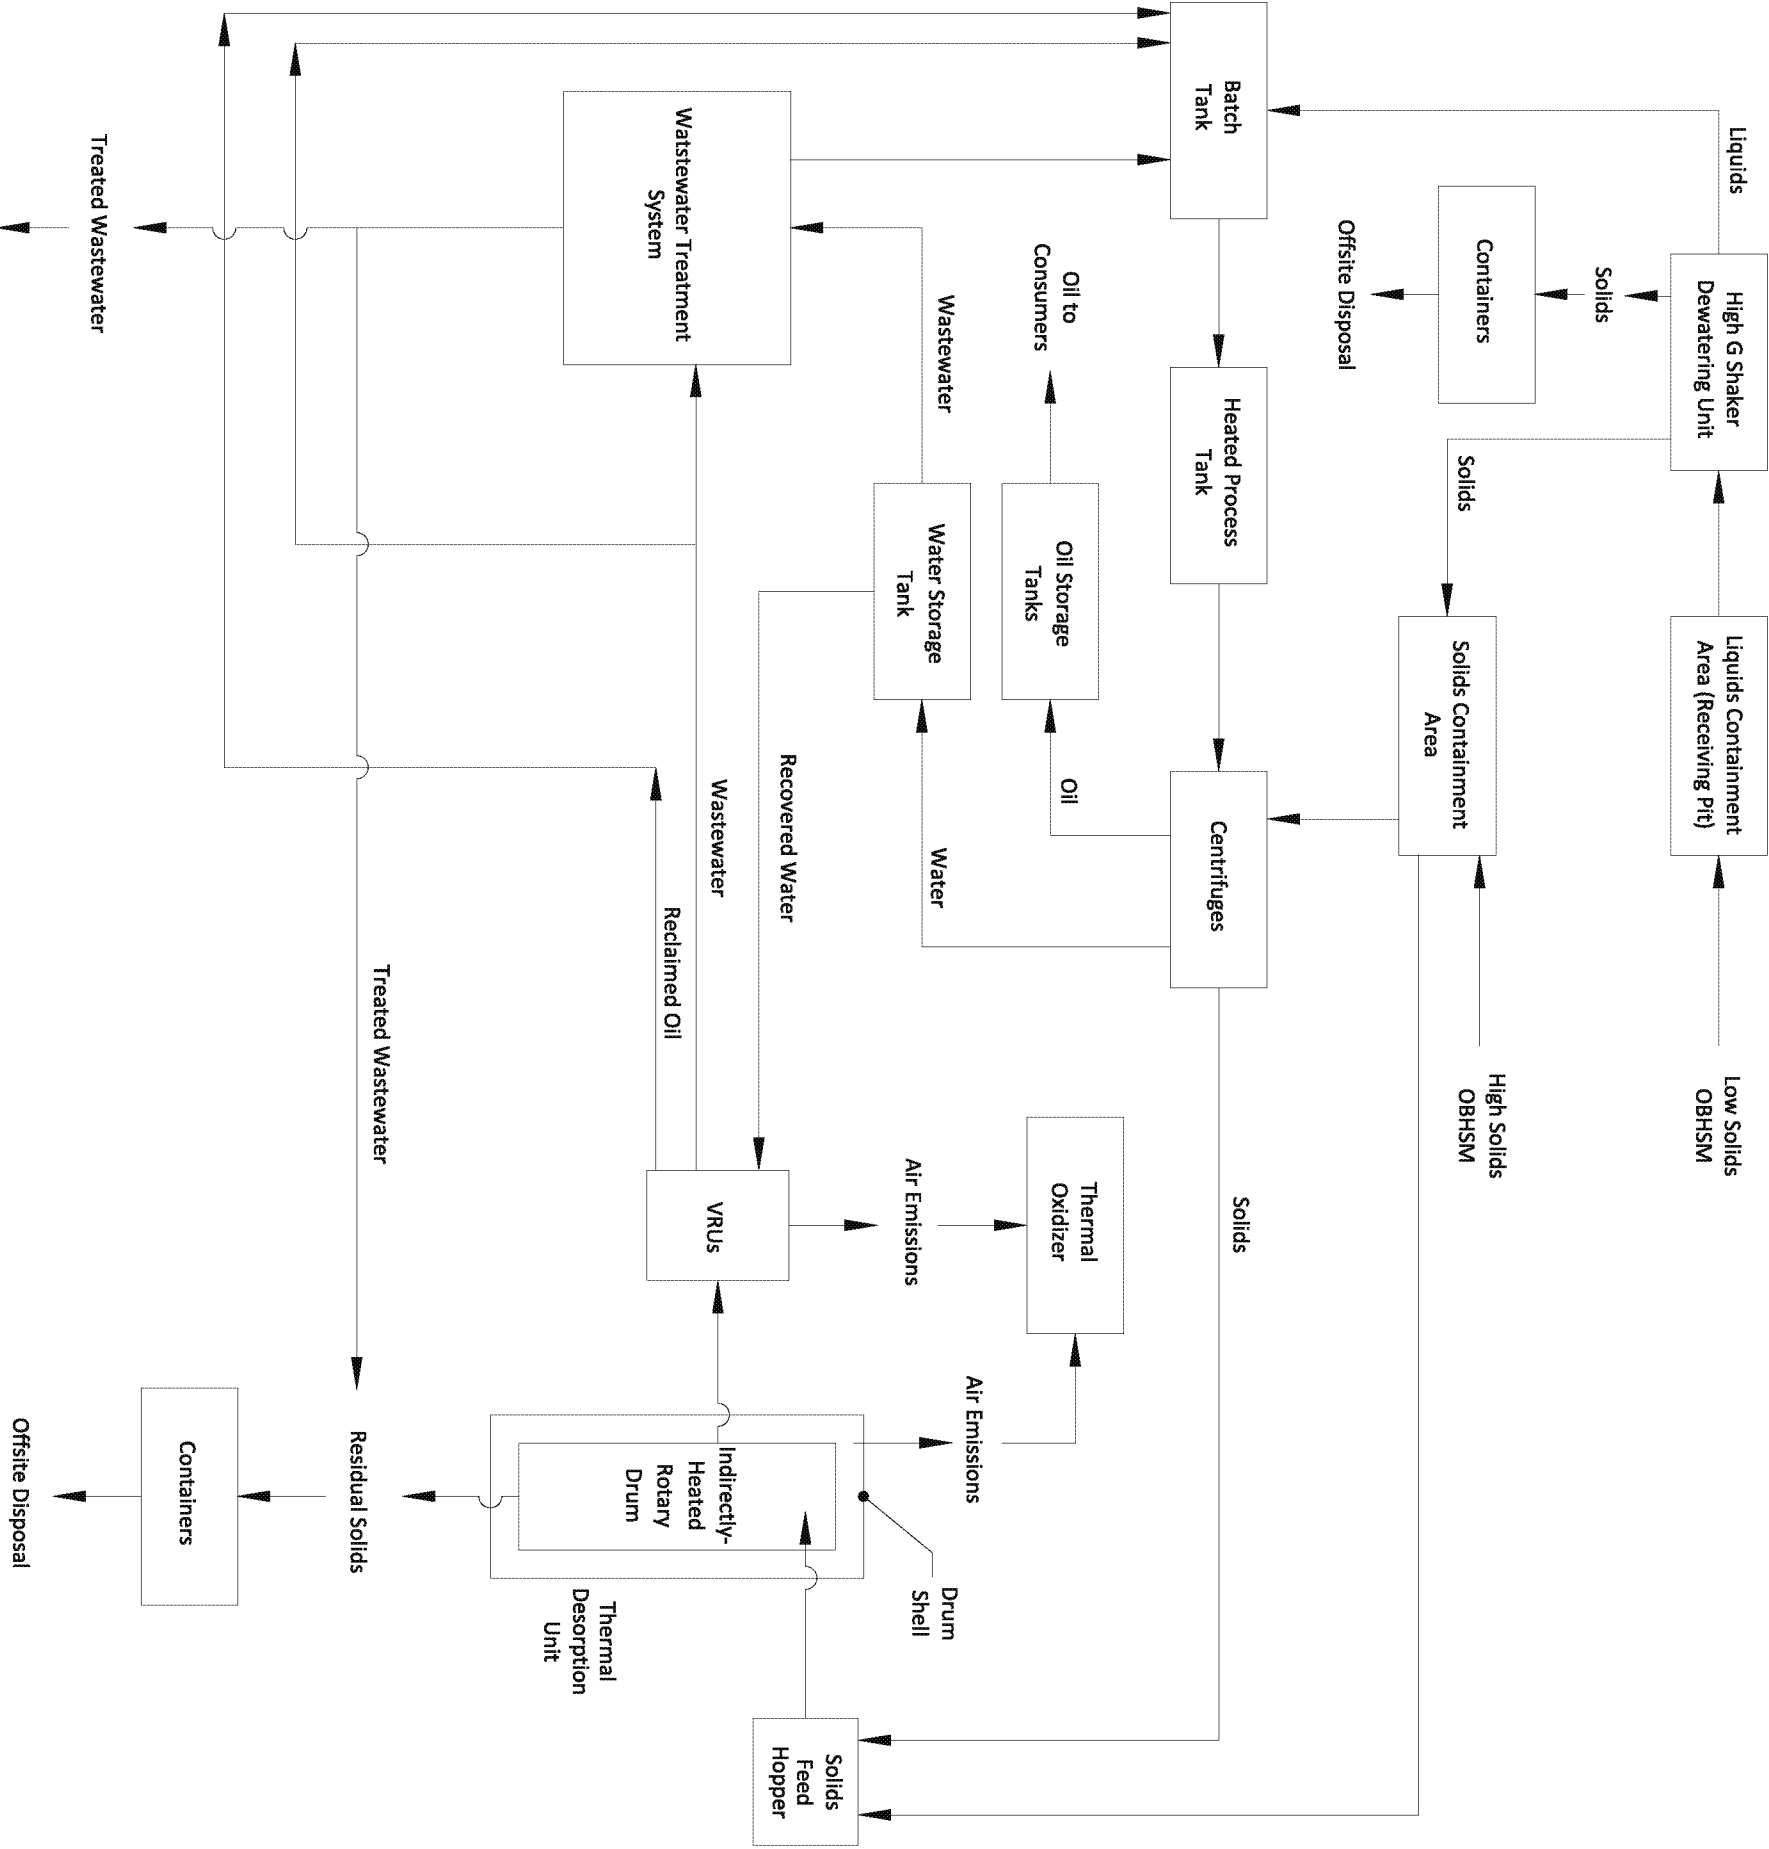 Low Solids
OBHSM
Liquids Containment
Area (Receiving Pit)
High G Shaker
Dewatering Unit
Liquids
Solids
Containers
Offsite Disposal
Solids
High Solids
OBHSM
Solids Containment
Area
Batch
Tank
Heated Process
Tank
Centrifuges
Solids
Oil to
Consumers
Oil Storage
Tanks
Oil
Thermal
Oxidizer
Wastewater
Water Storage
Tank
Water
Air Emissions
Air Emissions
Drum
Shell
Recovered Water
Solids
Feed
Hopper
Watstewater Treatment
System
Wastewater
Reclaimed Oil
VRUs
Indirectly-
Heated
Rotary
Drum
Thermal
Desorption
Unit
Treated Wastewater
Residual Solids
Containers
Offsite Disposal
Treated Wastewater